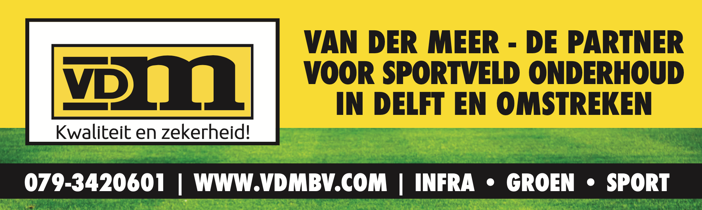 VDM
Kwaliteit en zekerheid!
VAN DER MEER - DE PARTNER
VOOR SPORTVELD ONDERHOUD
IN DELFT EN OMSTREKEN
079-3420601 | WWW.VDMBV.COM | INFRA • GROEN • SPORT